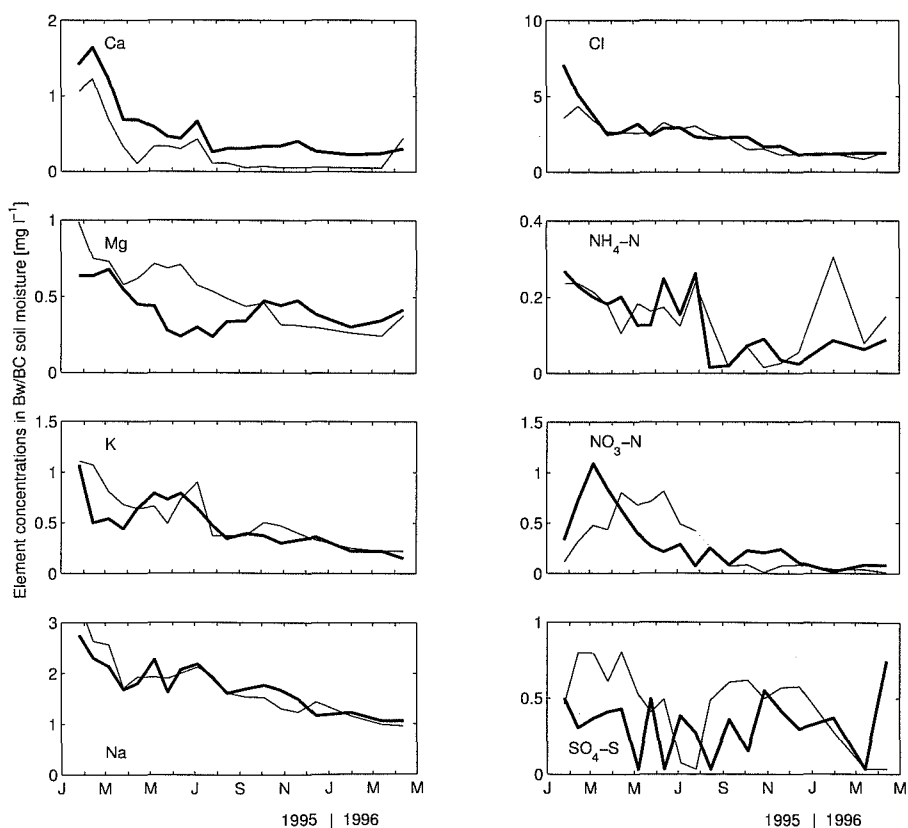 Element concentrations in Bw/BC soil moisture [mg l⁻¹]
2
1
0
Ca
10
5
0
Cl
1
0.5
0
Mg
0.4
0.2
0
NH₄–N
1.5
1
0.5
0
K
1.5
1
0.5
0
NO₃–N
3
2
1
0
Na
J M M J S N J M M
1995 | 1996
1
0.5
0
SO₄–S
J M M J S N J M M
1995 | 1996